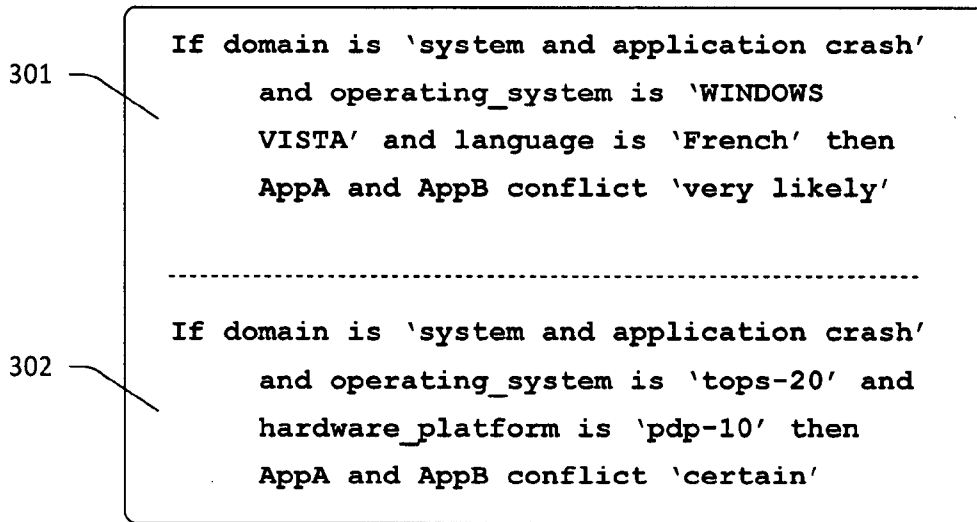 If domain is ‘system and application crash’
301
and operating_system is ‘WINDOWS
VISTA’ and language is ‘French’ then
AppA and AppB conflict ‘very likely’
If domain is ‘system and application crash’
302
and operating_system is ‘tops-20’ and
hardware_platform is ‘pdp-10’ then
AppA and AppB conflict ‘certain’